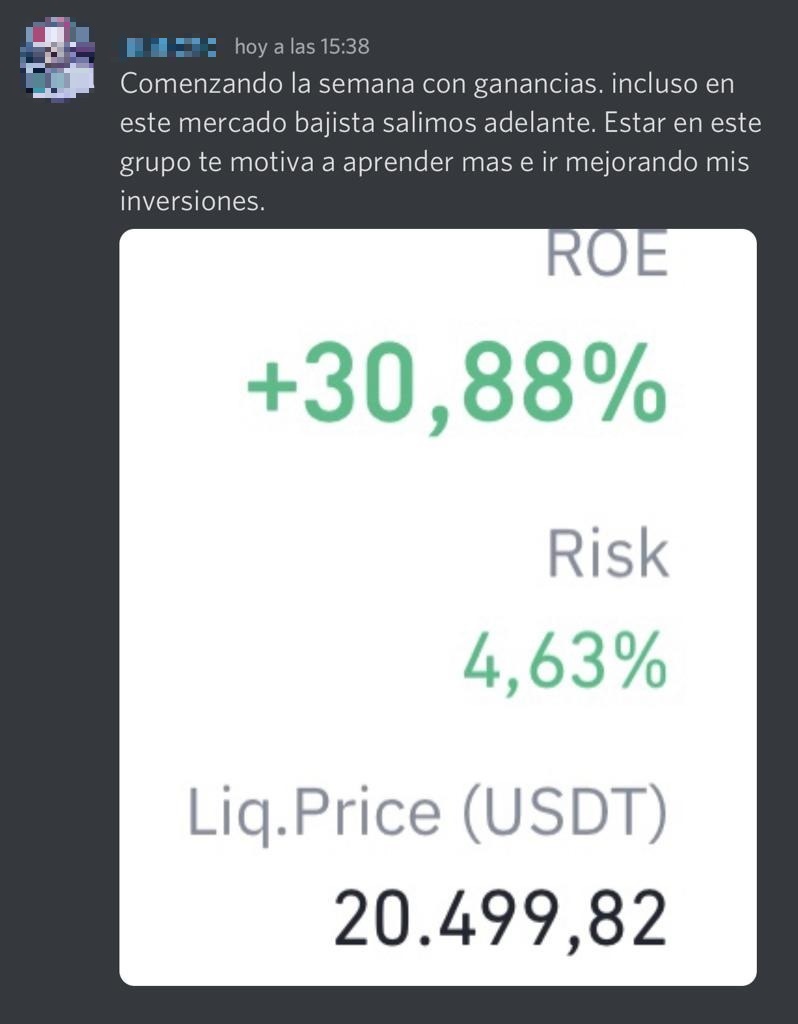 hoy a las 15:38
Comenzando la semana con ganancias. incluso en
este mercado bajista salimos adelante. Estar en este
grupo te motiva a aprender mas e ir mejorando mis
inversiones.
ROE
+30,88%
Risk
4,63%
Liq.Price (USDT)
20.499,82